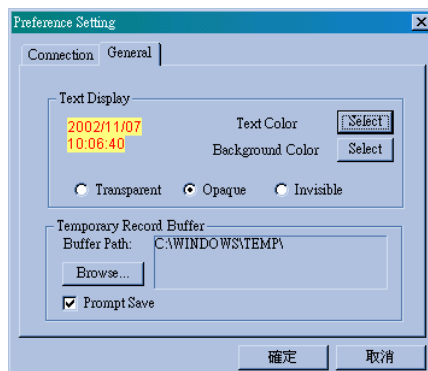 Preference Setting
Connection General
Text Display
2002/11/07
10:06:40
Text Color Select
Background Color Select
Transparent Opaque Invisible
Temporary Record Buffer
Buffer Path: C:\WINDOWS\TEMP\
Browse...
Prompt Save
確定 取消